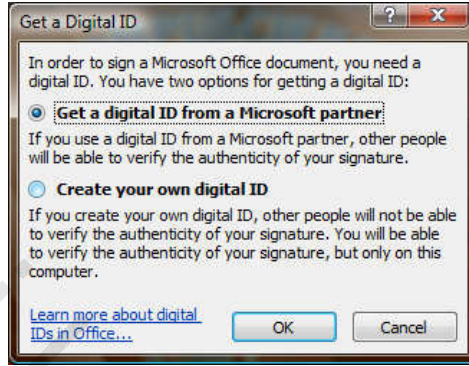 Get a Digital ID
In order to sign a Microsoft Office document, you need a
digital ID. You have two options for getting a digital ID:
Get a digital ID from a Microsoft partner
If you use a digital ID from a Microsoft partner, other people
will be able to verify the authenticity of your signature.
Create your own digital ID
If you create your own digital ID, other people will not be able
to verify the authenticity of your signature. You will be able
to verify the authenticity of your signature, but only on this
computer.
Learn more about digital
IDs in Office...
OK
Cancel